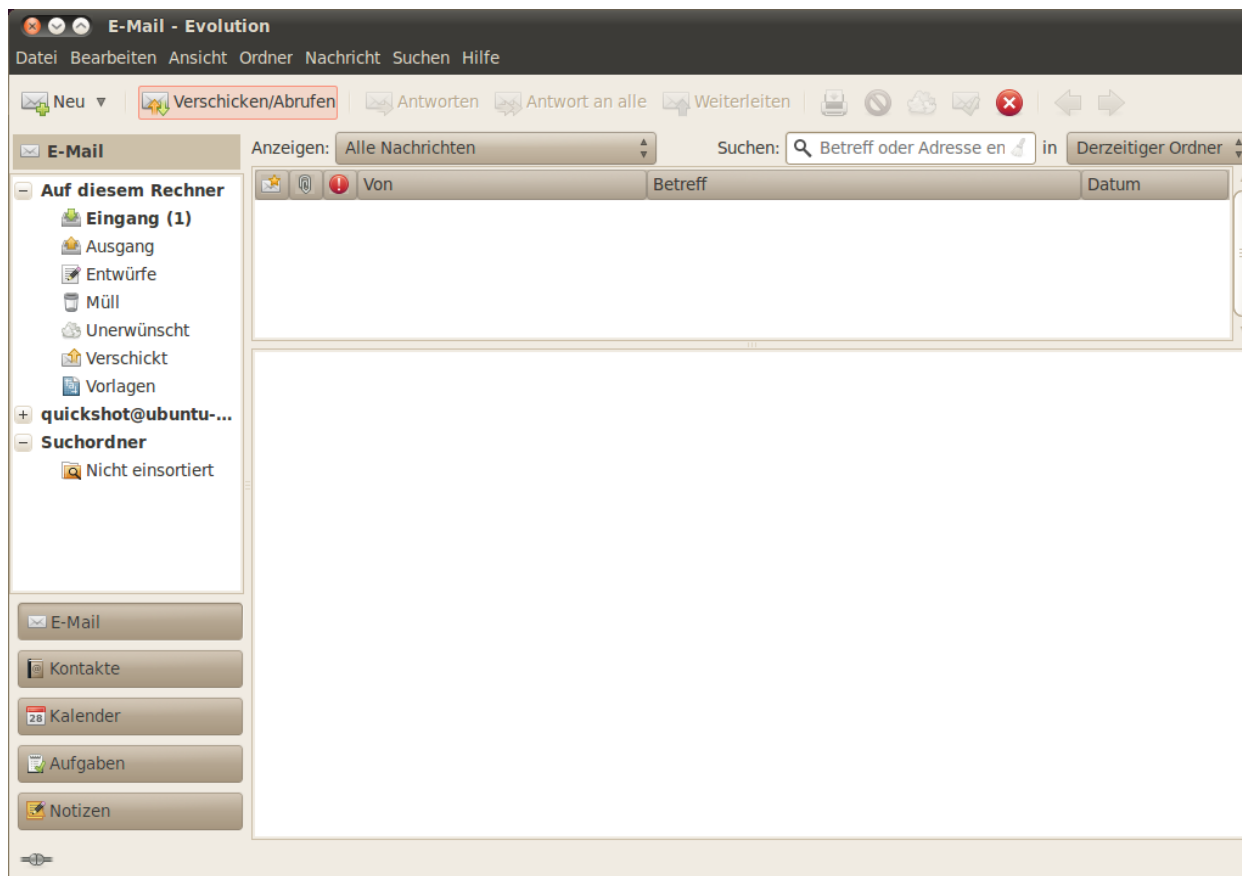 E-Mail - Evolution
Datei Bearbeiten Ansicht Ordner Nachricht Suchen Hilfe
Neu Verschicken/Abrufen Antworten Antwort an alle Weiterleiten
E-Mail
Anzeigen: Alle Nachrichten Suchen: Betreff oder Adresse en in Derzeitiger Ordner
Von Betreff Datum
Auf diesem Rechner
Eingang (1)
Ausgang
Entwürfe
Müll
Unerwünscht
Verschickt
Vorlagen
quickshot@ubuntu-...
Suchordner
Nicht einsortiert
E-Mail
Kontakte
28 Kalender
Aufgaben
Notizen